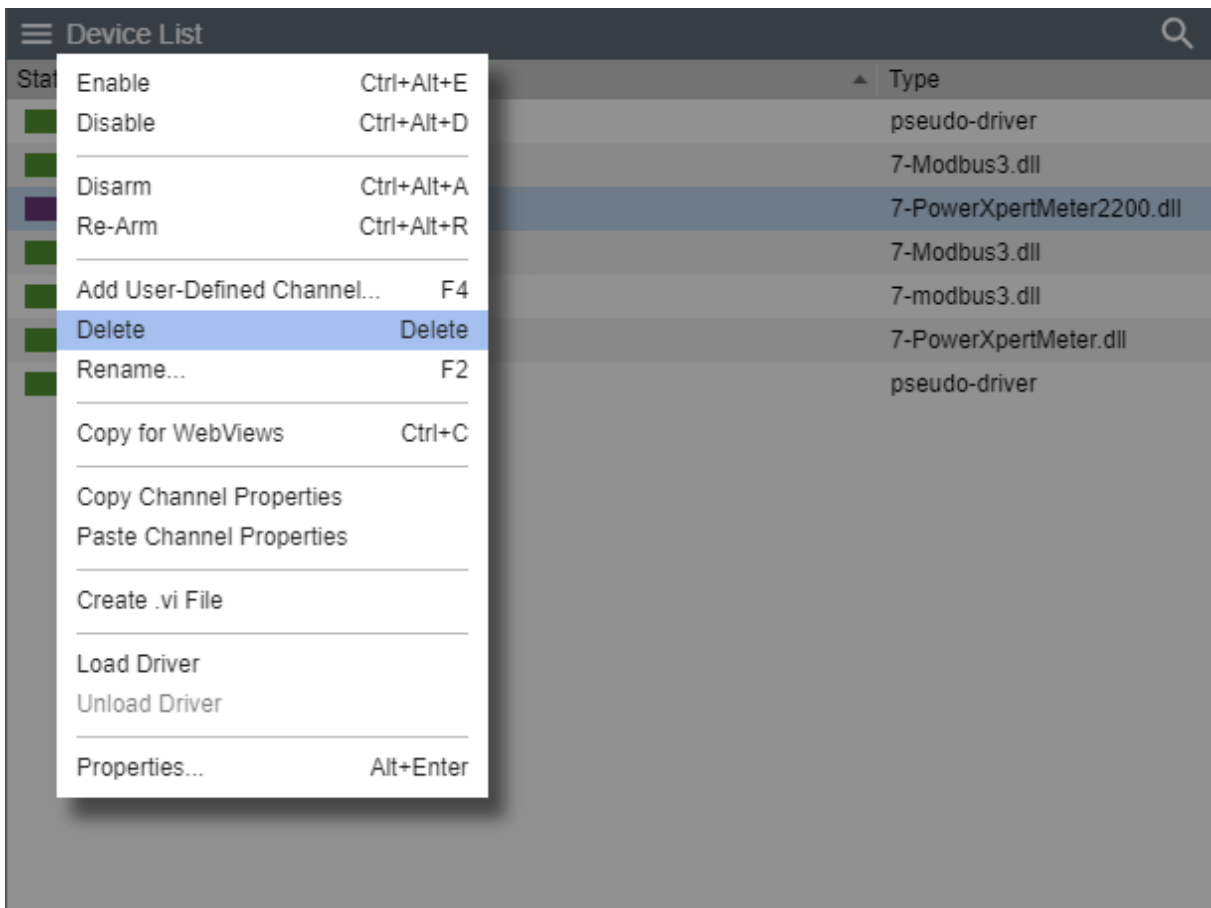 Device List
Stat Type
Enable Ctrl+Alt+E
Disable Ctrl+Alt+D
Disarm Ctrl+Alt+A
Re-Arm Ctrl+Alt+R
Add User-Defined Channel... F4
Delete Delete
Rename... F2
Copy for WebViews Ctrl+C
Copy Channel Properties
Paste Channel Properties
Create .vi File
Load Driver
Unload Driver
Properties... Alt+Enter
pseudo-driver
7-Modbus3.dll
7-PowerXpertMeter2200.dll
7-Modbus3.dll
7-modbus3.dll
7-PowerXpertMeter.dll
pseudo-driver